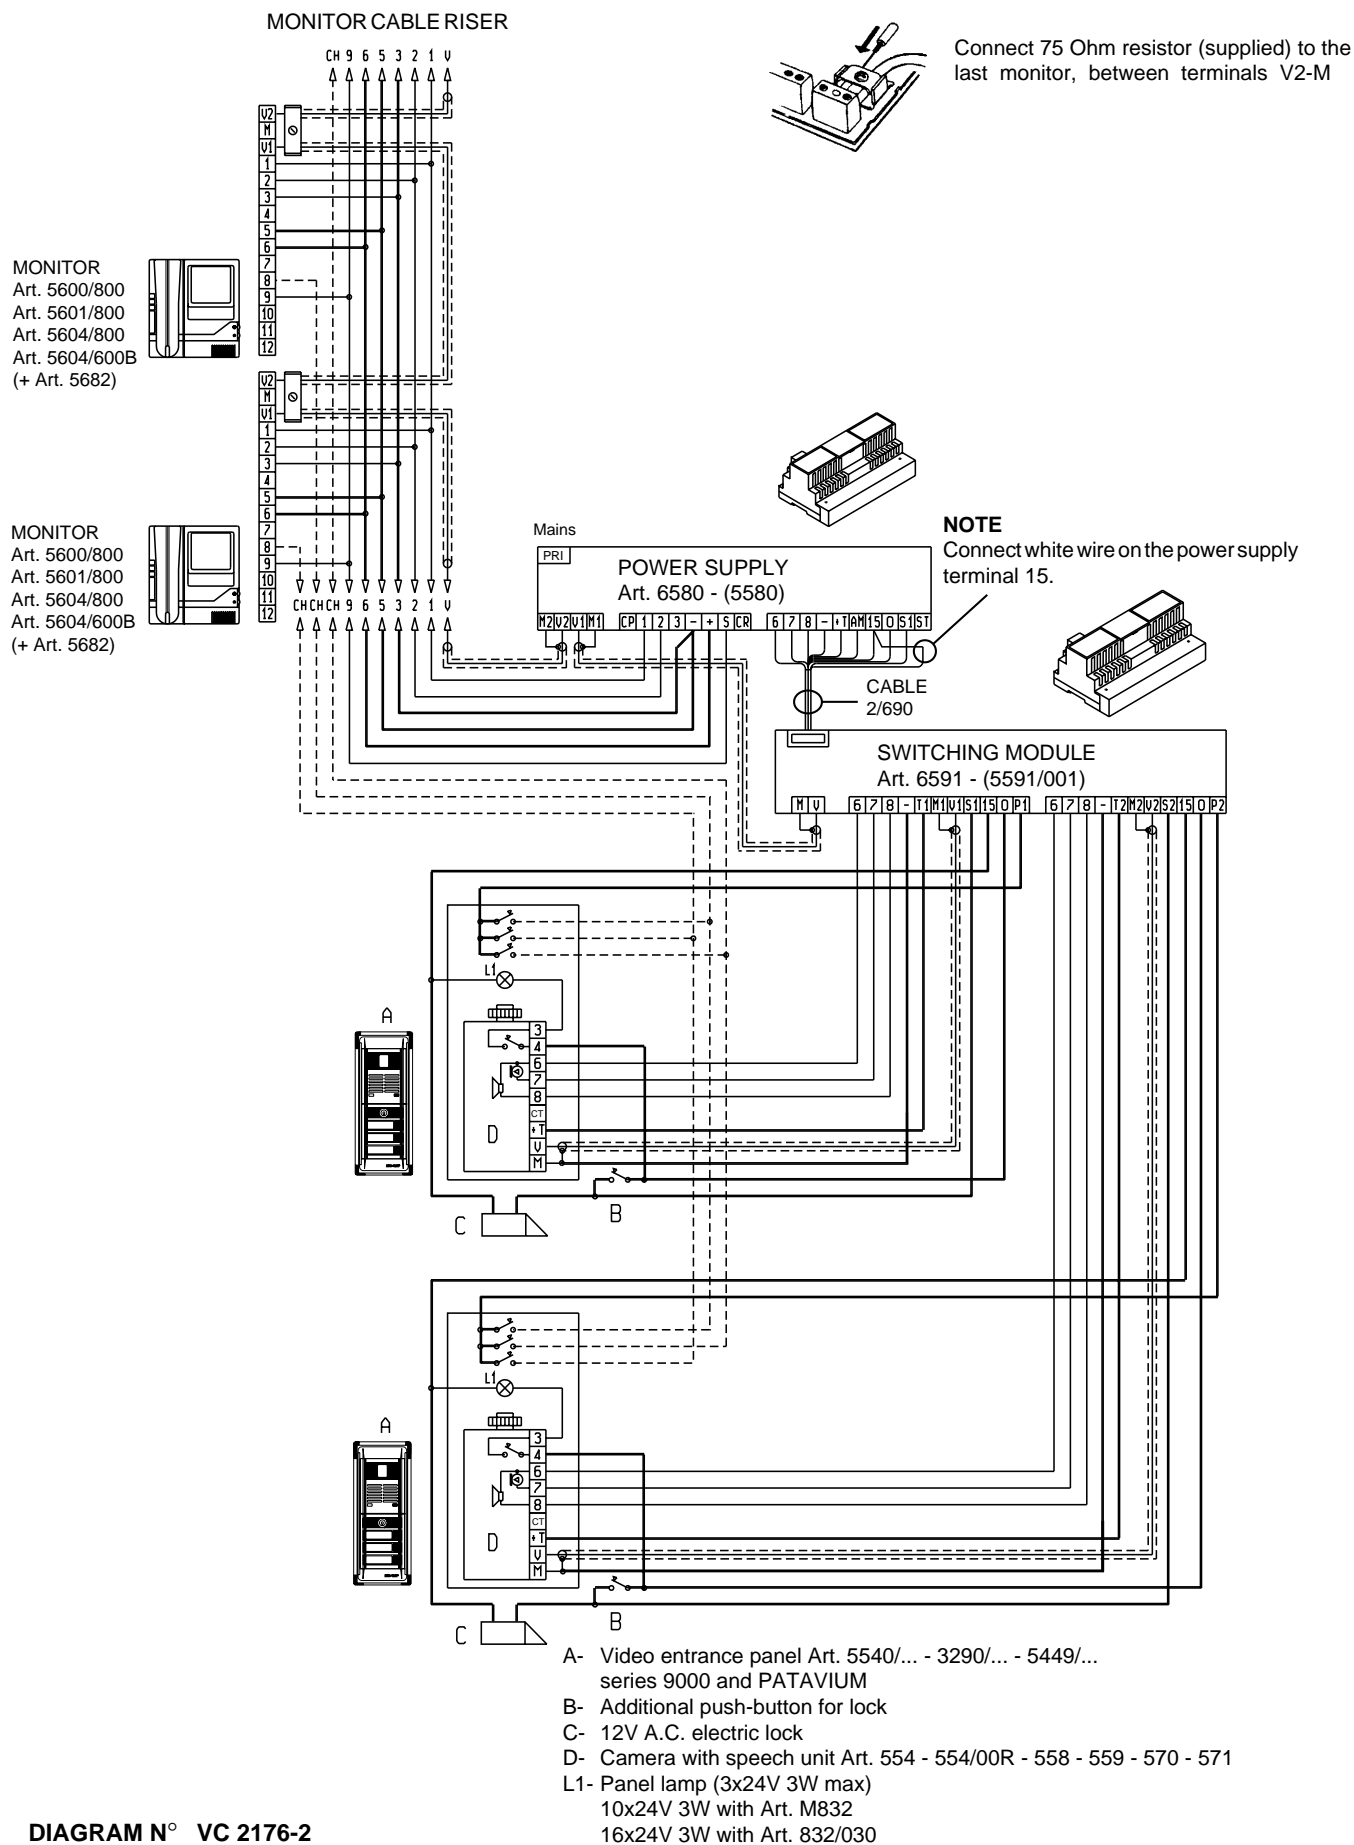 MONITOR CABLE RISER
CH 9 6 5 3 2 1 V
Connect 75 Ohm resistor (supplied) to the
last monitor, between terminals V2-M
V2
M
V1
1
2
3
4
5
6
7
8
9
10
11
12
MONITOR
Art. 5600/800
Art. 5601/800
Art. 5604/800
Art. 5604/600B
(+ Art. 5682)
V2
M
V1
1
2
3
4
5
6
7
8
9
10
11
12
MONITOR
Art. 5600/800
Art. 5601/800
Art. 5604/800
Art. 5604/600B
(+ Art. 5682)
CH CH CH 9 6 5 3 2 1 V
Mains
PRI
POWER SUPPLY
Art. 6580 - (5580)
M2 V2 V1 M1 CP 1 2 3 - + S CR 6 7 8 - +T AM 15 0 S1 ST
NOTE
Connect white wire on the power supply
terminal 15.
CABLE
2/690
SWITCHING MODULE
Art. 6591 - (5591/001)
M V 6 7 8 - T1 M1 V1 S1 15 0 P1 6 7 8 - T2 M2 V2 S2 15 0 P2
L1
A
3
4
6
7
8
CT
+T
V
M
D
C
B
L1
A
3
4
6
7
8
CT
+T
V
M
D
C
B
A- Video entrance panel Art. 5540/... - 3290/... - 5449/...
series 9000 and PATAVIUM
B- Additional push-button for lock
C- 12V A.C. electric lock
D- Camera with speech unit Art. 554 - 554/00R - 558 - 559 - 570 - 571
L1- Panel lamp (3x24V 3W max)
10x24V 3W with Art. M832
16x24V 3W with Art. 832/030
DIAGRAM N° VC 2176-2